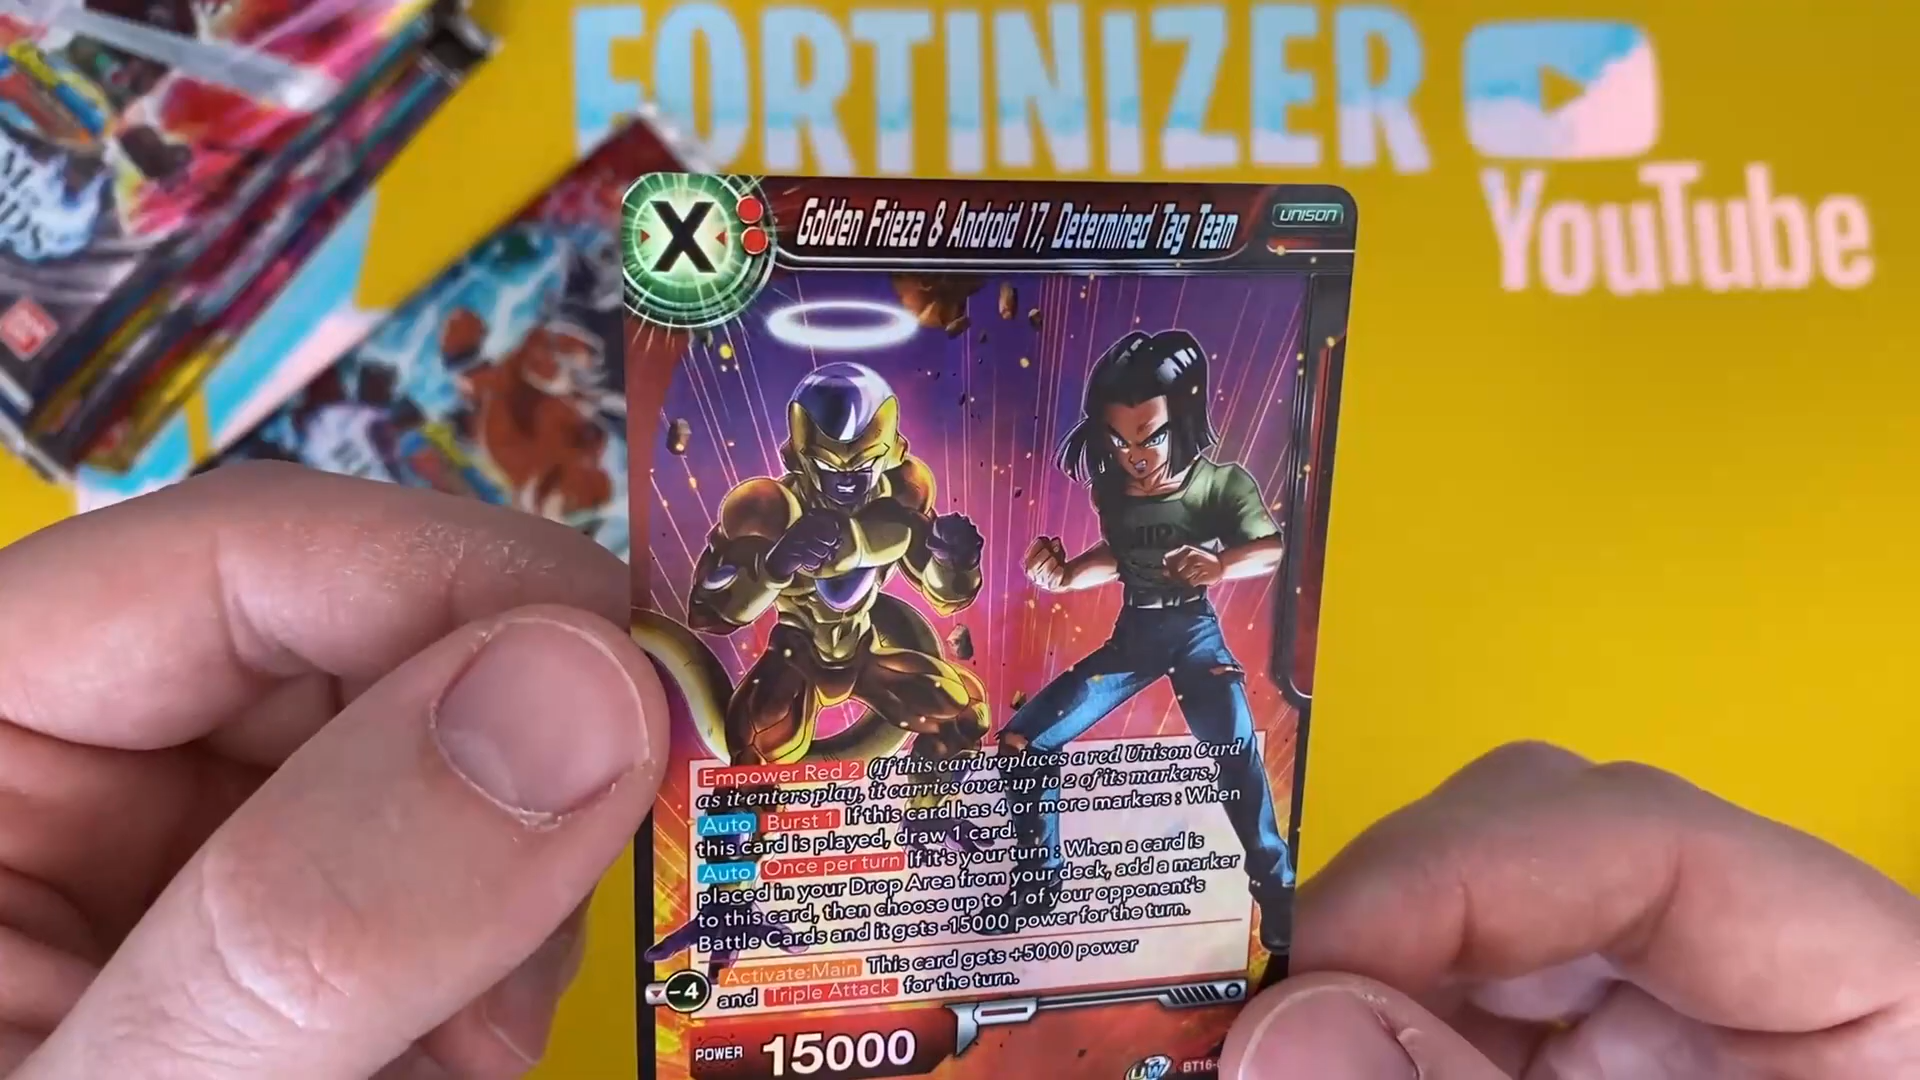 FORTINIZER
YouTube
X
Golden Frieza & Android 17, Determined Tag Team
UNISON
Empower Red 2 (If this card replaces a red Unison Card
as it enters play, it carries over up to 2 of its markers.)
Auto Burst 1 If this card has 4 or more markers : When
this card is played, draw 1 card.
Auto Once per turn If it's your turn : When a card is
placed in your Drop Area from your deck, add a marker
to this card, then choose up to 1 of your opponent's
Battle Cards and it gets -15000 power for the turn.
-4 Activate:Main This card gets +5000 power
and Triple Attack for the turn.
POWER 15000
UW BT16-